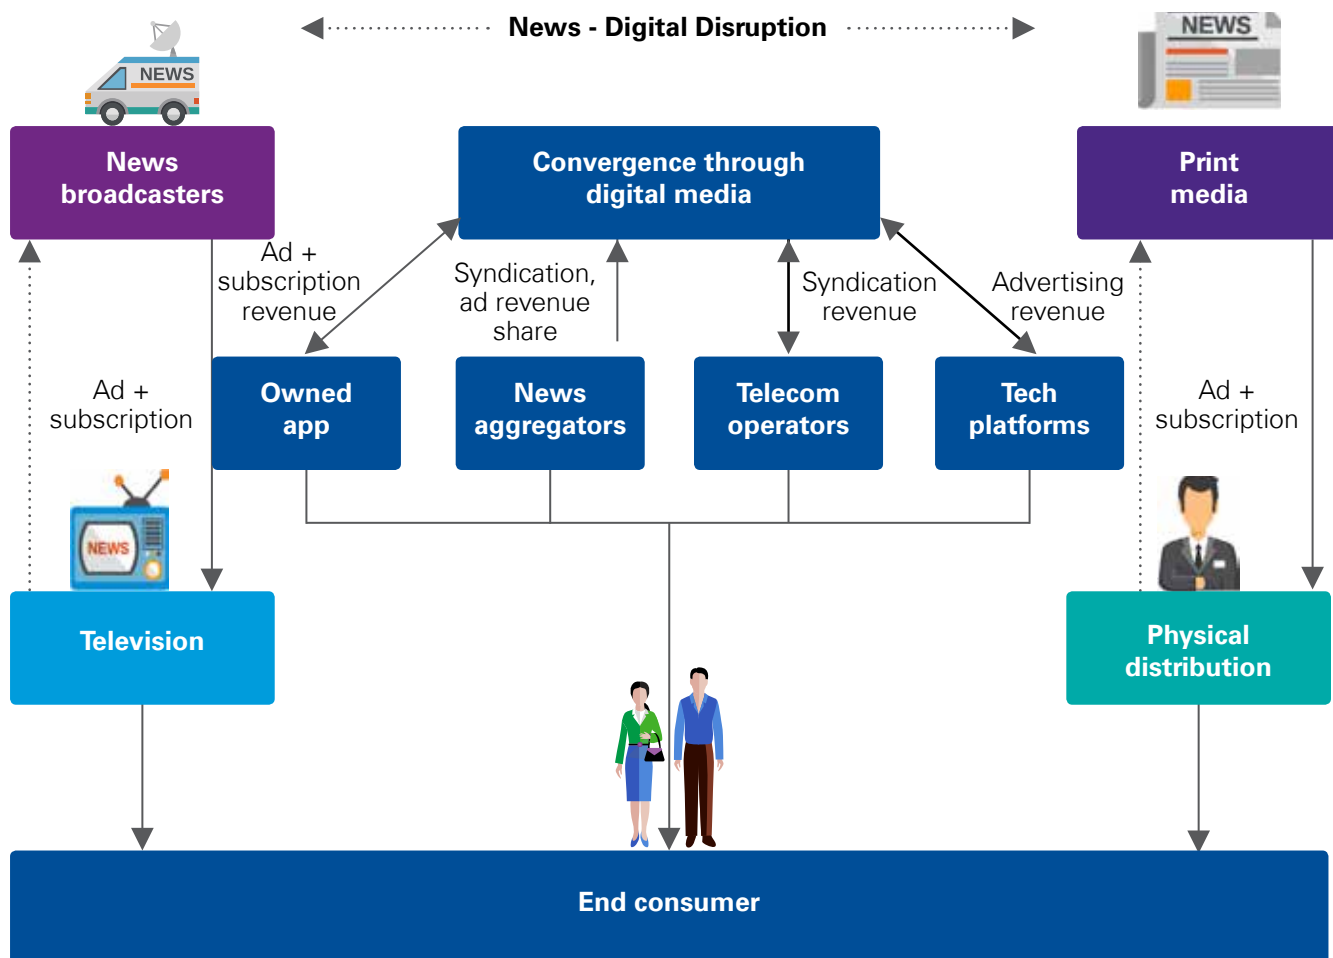 News - Digital Disruption
NEWS
NEWS
News
broadcasters
Convergence through
digital media
Print
media
Ad +
subscription
revenue
Syndication,
ad revenue
share
Syndication
revenue
Advertising
revenue
Ad +
subscription
Owned
app
News
aggregators
Telecom
operators
Tech
platforms
Ad +
subscription
NEWS
Television
Physical
distribution
End consumer